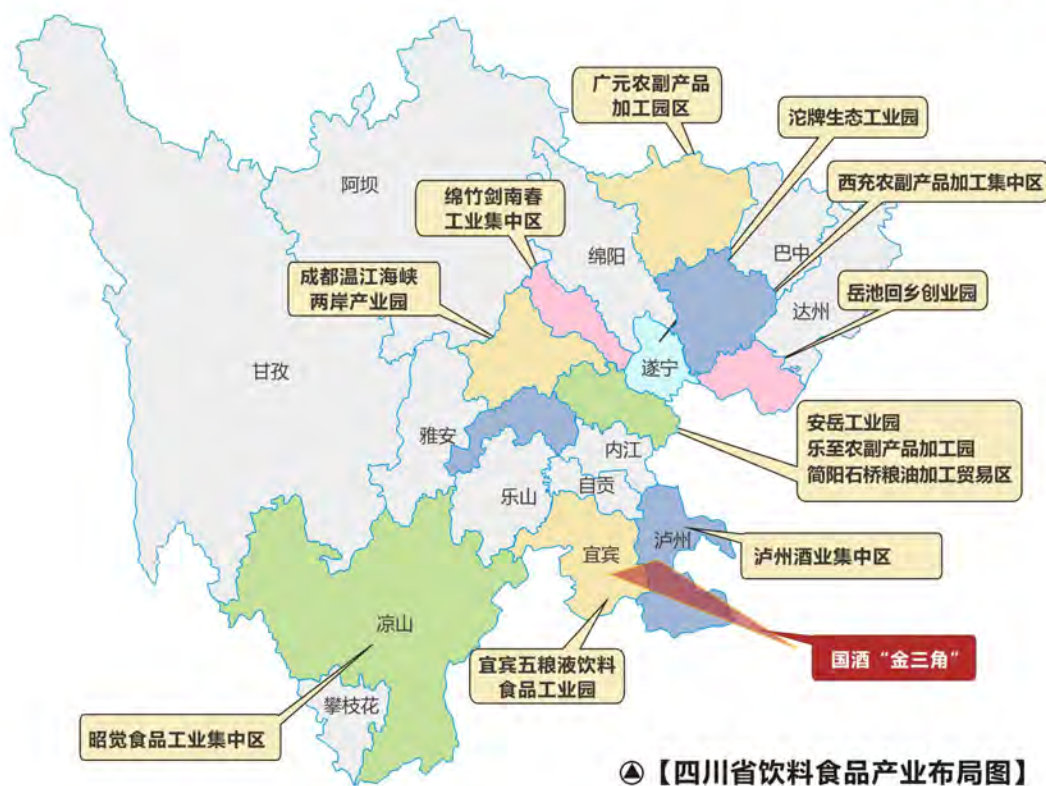 广元农副产品
加工园区
沱牌生态工业园
阿坝
绵竹剑南春
工业集中区
西充农副产品加工集中区
绵阳
巴中
成都温江海峡
两岸产业园
岳池回乡创业园
达州
甘孜
遂宁
雅安
安岳工业园
乐至农副产品加工园
简阳石桥粮油加工贸易区
内江
自贡
乐山
泸州
宜宾
泸州酒业集中区
凉山
国酒“金三角”
宜宾五粮液饮料
食品工业园
攀枝花
昭觉食品工业集中区
【四川省饮料食品产业布局图】